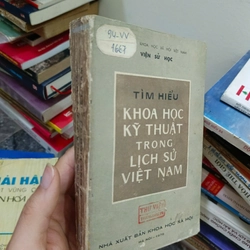 94-VV
1667
VIỆN SỬ HỌC
TÌM HIỂU
KHOA HỌC
KỸ THUẬT
TRONG
LỊCH SỬ
VIỆT NAM
NHÀ XUẤT BẢN KHOA HỌC XÃ HỘI